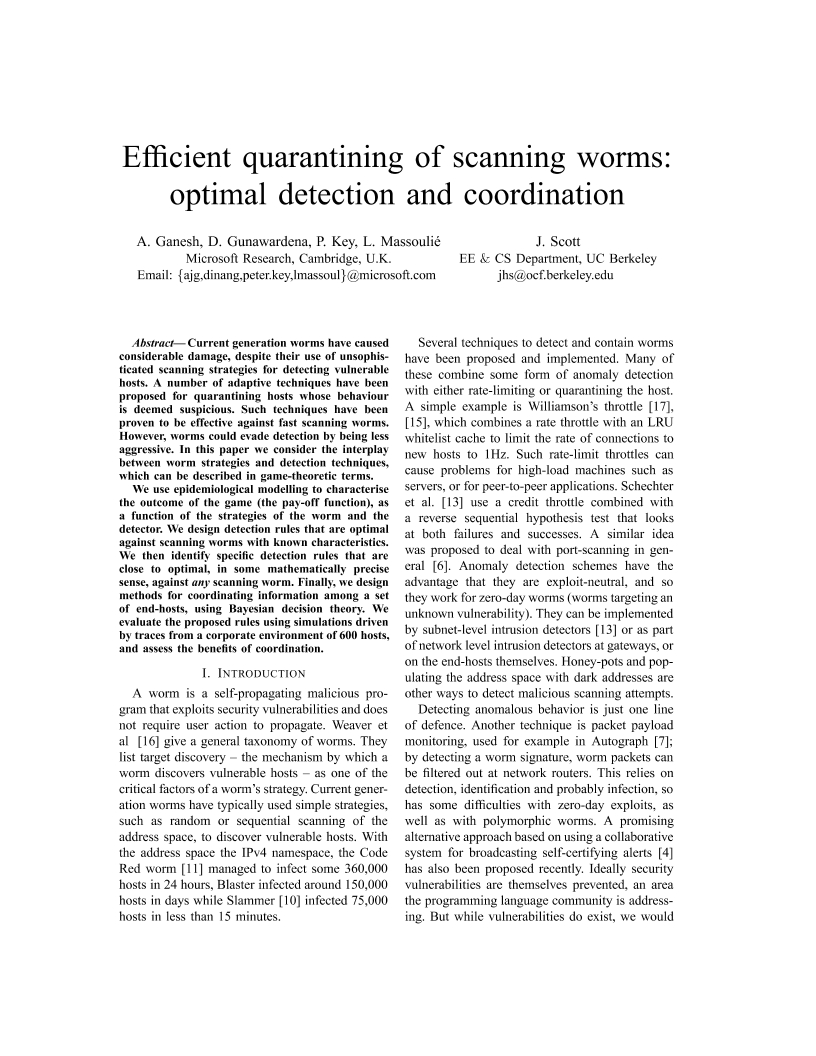 Efficient quarantining of scanning worms:
optimal detection and coordination
A. Ganesh, D. Gunawardena, P. Key, L. Massoulié
Microsoft Research, Cambridge, U.K.
Email: {ajg,dinang,peter.key,lmassoul}@microsoft.com
J. Scott
EE & CS Department, UC Berkeley
jhs@ocf.berkeley.edu
Abstract— Current generation worms have caused
considerable damage, despite their use of unsophis-
ticated scanning strategies for detecting vulnerable
hosts. A number of adaptive techniques have been
proposed for quarantining hosts whose behaviour
is deemed suspicious. Such techniques have been
proven to be effective against fast scanning worms.
However, worms could evade detection by being less
aggressive. In this paper we consider the interplay
between worm strategies and detection techniques,
which can be described in game-theoretic terms.
We use epidemiological modelling to characterise
the outcome of the game (the pay-off function), as
a function of the strategies of the worm and the
detector. We design detection rules that are optimal
against scanning worms with known characteristics.
We then identify specific detection rules that are
close to optimal, in some mathematically precise
sense, against any scanning worm. Finally, we design
methods for coordinating information among a set
of end-hosts, using Bayesian decision theory. We
evaluate the proposed rules using simulations driven
by traces from a corporate environment of 600 hosts,
and assess the benefits of coordination.
I. INTRODUCTION
A worm is a self-propagating malicious pro-
gram that exploits security vulnerabilities and does
not require user action to propagate. Weaver et
al [16] give a general taxonomy of worms. They
list target discovery – the mechanism by which a
worm discovers vulnerable hosts – as one of the
critical factors of a worm's strategy. Current gener-
ation worms have typically used simple strategies,
such as random or sequential scanning of the
address space, to discover vulnerable hosts. With
the address space the IPv4 namespace, the Code
Red worm [11] managed to infect some 360,000
hosts in 24 hours, Blaster infected around 150,000
hosts in days while Slammer [10] infected 75,000
hosts in less than 15 minutes.
Several techniques to detect and contain worms
have been proposed and implemented. Many of
these combine some form of anomaly detection
with either rate-limiting or quarantining the host.
A simple example is Williamson's throttle [17],
[15], which combines a rate throttle with an LRU
whitelist cache to limit the rate of connections to
new hosts to 1Hz. Such rate-limit throttles can
cause problems for high-load machines such as
servers, or for peer-to-peer applications. Schechter
et al. [13] use a credit throttle combined with
a reverse sequential hypothesis test that looks
at both failures and successes. A similar idea
was proposed to deal with port-scanning in gen-
eral [6]. Anomaly detection schemes have the
advantage that they are exploit-neutral, and so
they work for zero-day worms (worms targeting an
unknown vulnerability). They can be implemented
by subnet-level intrusion detectors [13] or as part
of network level intrusion detectors at gateways, or
on the end-hosts themselves. Honey-pots and pop-
ulating the address space with dark addresses are
other ways to detect malicious scanning attempts.
Detecting anomalous behavior is just one line
of defence. Another technique is packet payload
monitoring, used for example in Autograph [7];
by detecting a worm signature, worm packets can
be filtered out at network routers. This relies on
detection, identification and probably infection, so
has some difficulties with zero-day exploits, as
well as with polymorphic worms. A promising
alternative approach based on using a collaborative
system for broadcasting self-certifying alerts [4]
has also been proposed recently. Ideally security
vulnerabilities are themselves prevented, an area
the programming language community is address-
ing. But while vulnerabilities do exist, we would